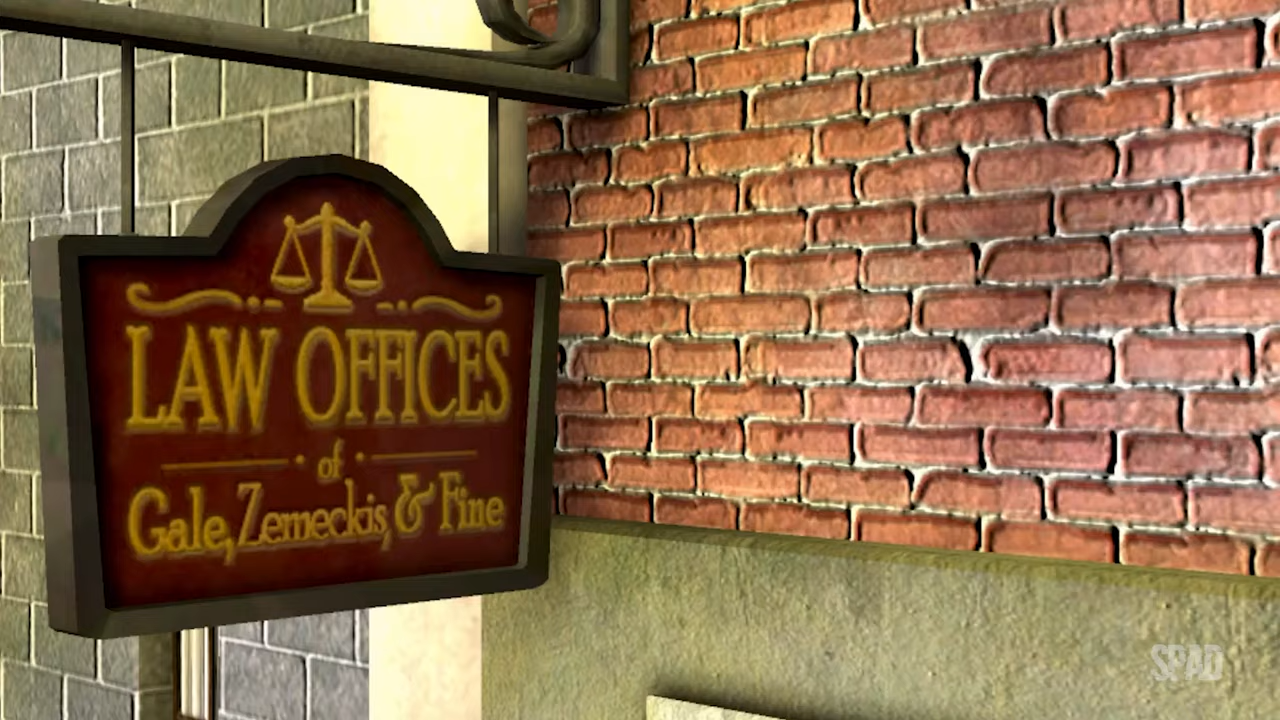 LAW OFFICES
of
Gale, Zemeckis, & Fine
SPAD